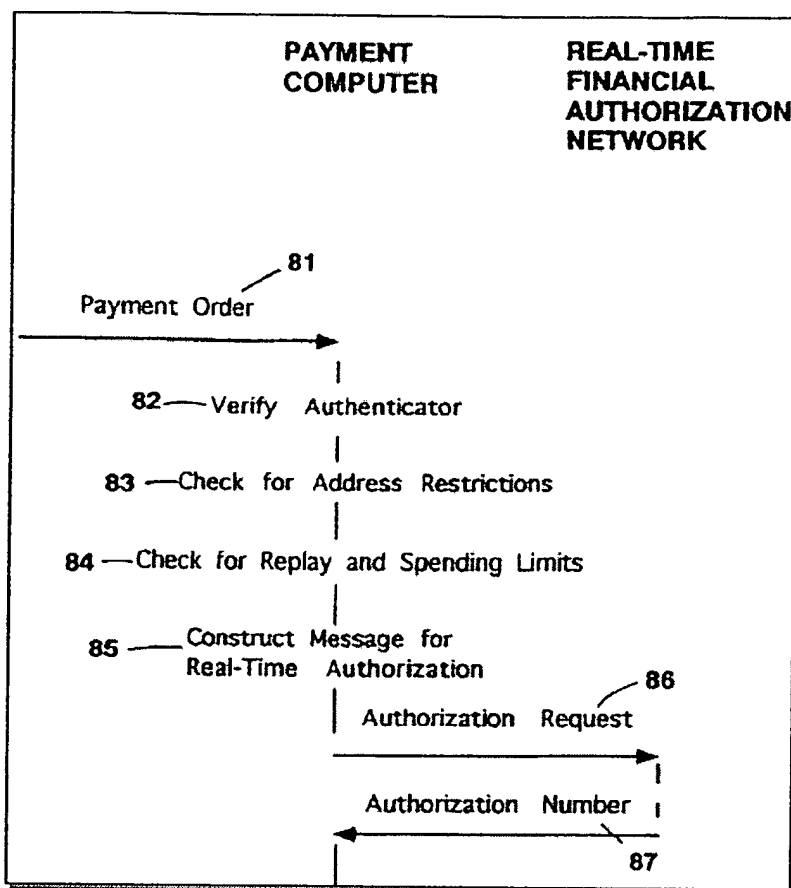 PAYMENT
COMPUTER
REAL-TIME
FINANCIAL
AUTHORIZATION
NETWORK
81
Payment Order
82 Verify Authenticator
83 Check for Address Restrictions
84 Check for Replay and Spending Limits
85 Construct Message for
Real-Time Authorization
86
Authorization Request
Authorization Number
87